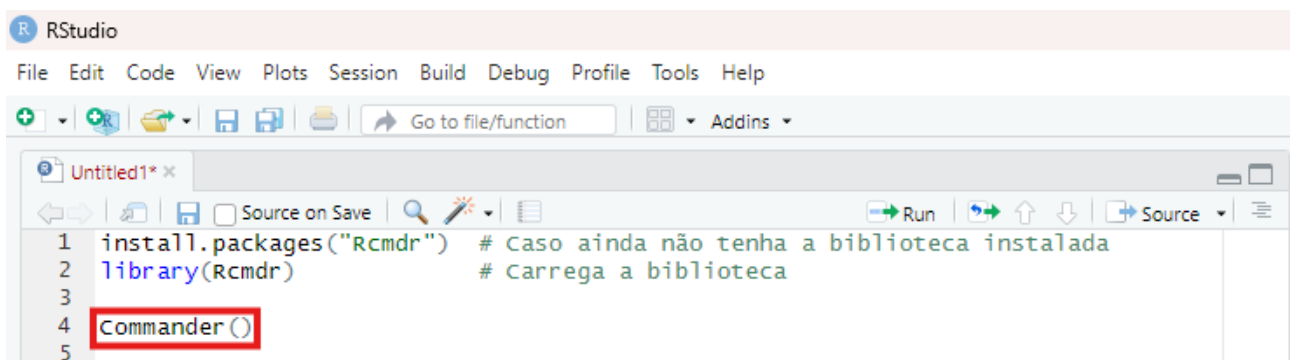 RStudio
File Edit Code View Plots Session Build Debug Profile Tools Help
Go to file/function Addins
Untitled1*
Source on Save Run Source
1 install.packages("Rcmdr") # Caso ainda não tenha a biblioteca instalada
2 library(Rcmdr) # Carrega a biblioteca
3
4 Commander()
5